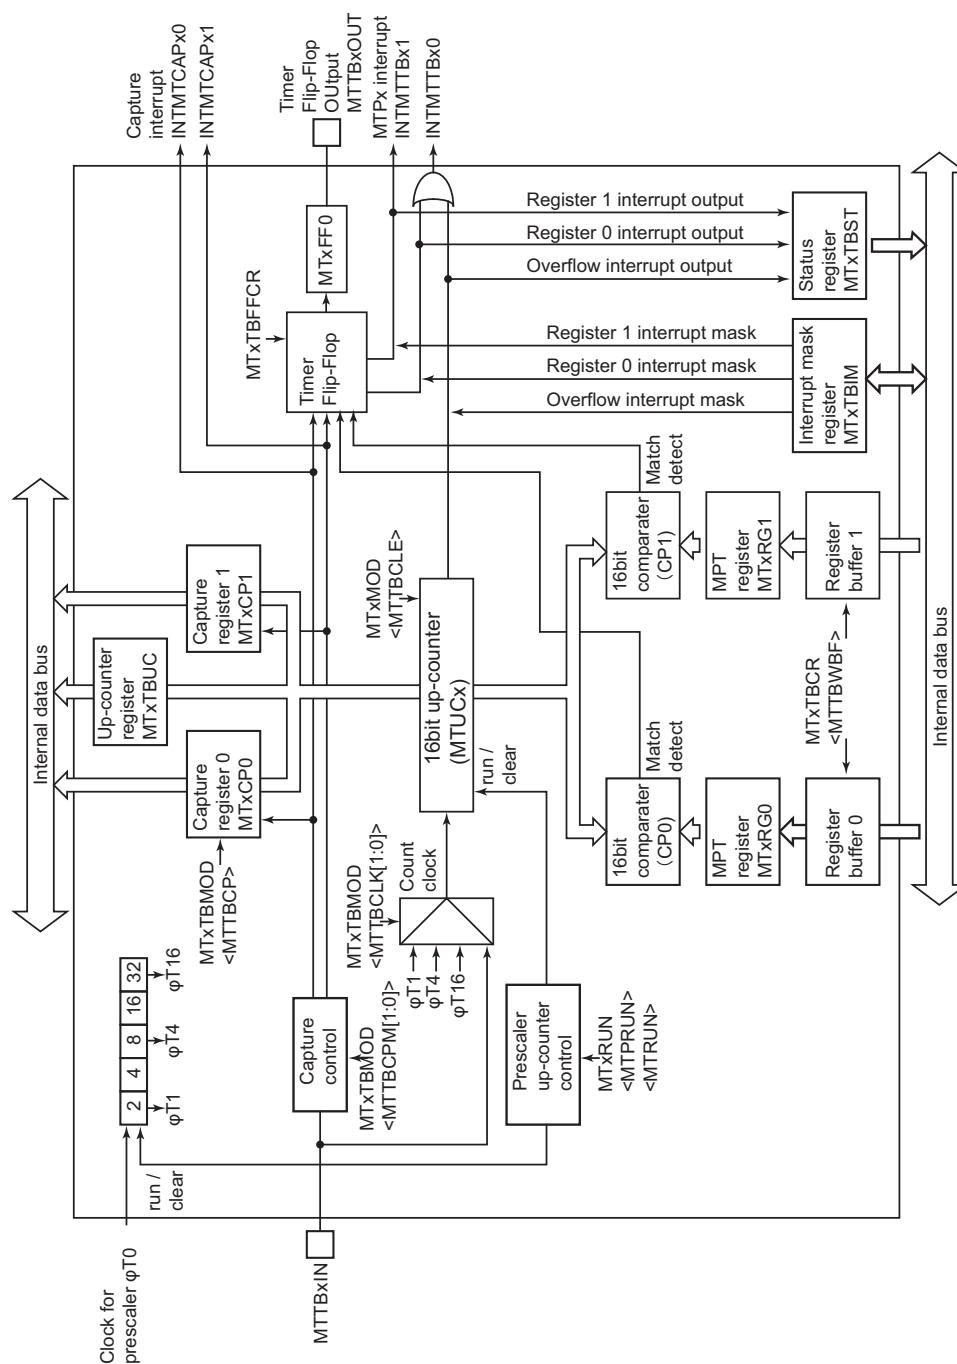 Internal data bus
Clock for
prescaler φT0
run /
clear
2
4
8
16
32
φT1
φT4
φT16
MTxTBMOD
<MTTBCP>
Capture
register 0
MTxCP0
Up-counter
register
MTxTBUC
Capture
register 1
MTxCP1
Capture
interrupt
INTMTCAPx0
INTMTCAPx1
MTTBxIN
Capture
control
MTxTBMOD
<MTTBCPM[1:0]>
MTxTBMOD
<MTTBCLK[1:0]>
φT1
φT4
φT16
Count
clock
16bit up-counter
(MTUCx)
run /
clear
MTxMOD
<MTTBCLE>
MTxTBFFCR
Timer
Flip-Flop
MTxFF0
Timer
Flip-Flop
OUtput
MTTBxOUT
MTPx interrupt
INTMTTBx1
INTMTTBx0
Prescaler
up-counter
control
MTxRUN
<MTPRUN>
<MTRUN>
Register 1 interrupt output
Register 0 interrupt output
Overflow interrupt output
Register 1 interrupt mask
Register 0 interrupt mask
Overflow interrupt mask
16bit
comparater
(CP0)
Match
detect
16bit
comparater
(CP1)
Match
detect
MPT
register
MTxRG0
MPT
register
MTxRG1
Register
buffer 0
MTxTBCR
<MTTBWBF>
Register
buffer 1
Interrupt mask
register
MTxTBIM
Status
register
MTxTBST
Internal data bus